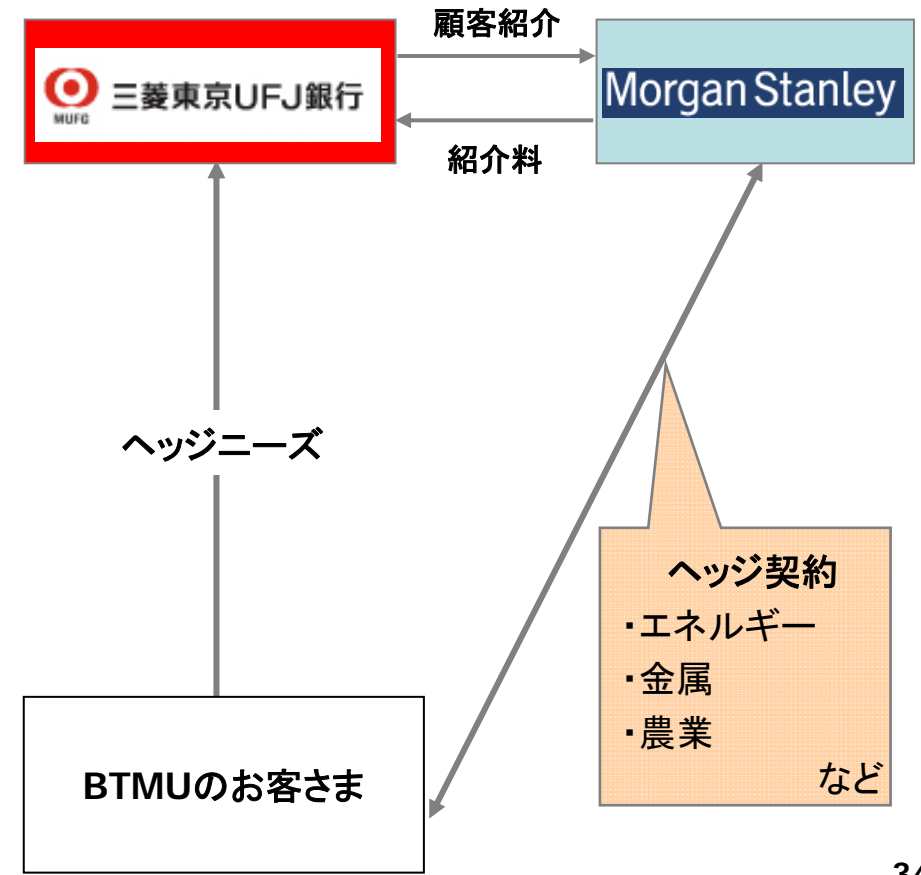 顧客紹介
MUFG
三菱東京UFJ銀行
Morgan Stanley
紹介料
ヘッジニーズ
ヘッジ契約
・エネルギー
・金属
・農業
など
BTMUのお客さま